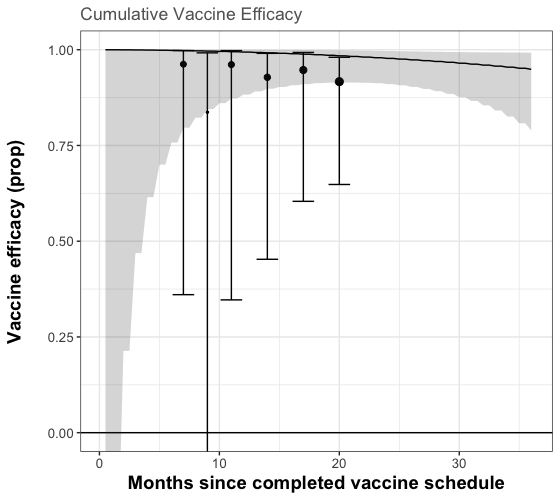 Cumulative Vaccine Efficacy
Vaccine efficacy (prop)
1.00
0.75
0.50
0.25
0.00
0 10 20 30
Months since completed vaccine schedule